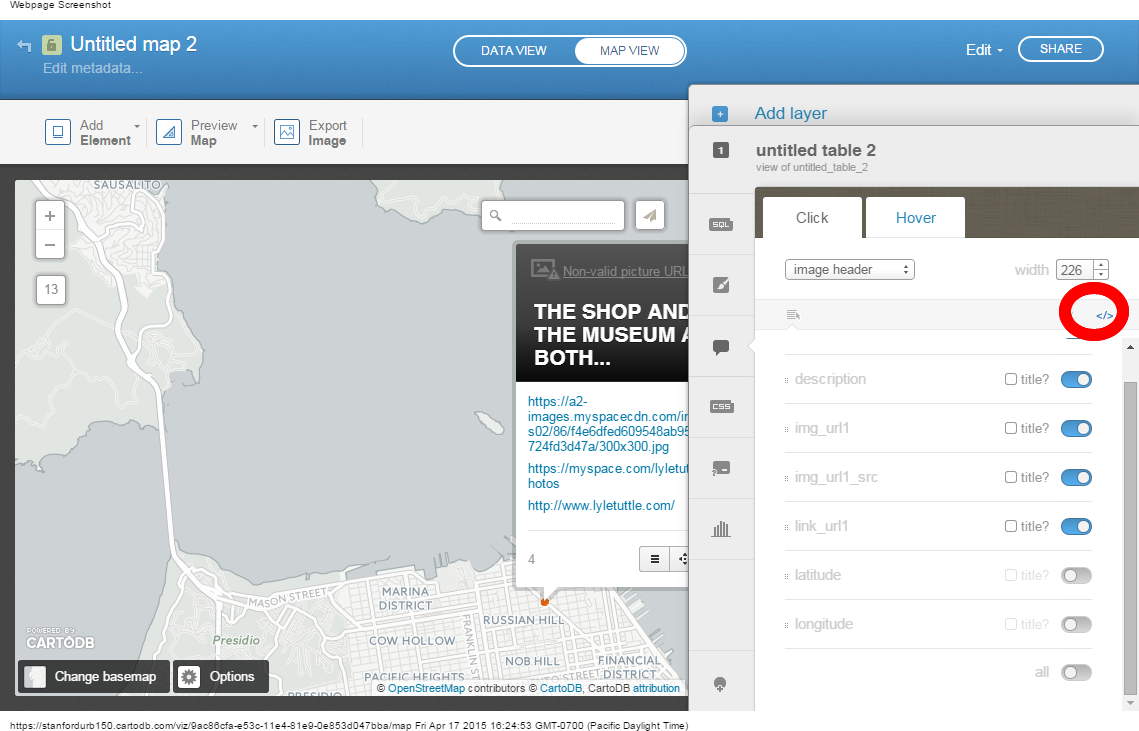 Webpage Screenshot
Untitled map 2
Edit metadata...
DATA VIEW
MAP VIEW
Edit
SHARE
Add
Element
Preview
Map
Export
Image
Add layer
1
untitled table 2
view of untitled_table_2
SQL
CSS
Click
Hover
image header
width
226
</>
description
title?
img_url1
title?
img_url1_src
title?
link_url1
title?
latitude
title?
longitude
title?
all
SAUSALITO
+
−
13
Non-valid picture URL
THE SHOP AND
THE MUSEUM A
BOTH...
https://a2-
images.myspacecdn.com/im
s02/86/f4e6dfed609548ab95
724fd3d47a/300x300.jpg
https://myspace.com/lyletutt
hotos
http://www.lyletuttle.com/
4
MASON STREET
MARINA
DISTRICT
RUSSIAN HILL
Presidio
COW HOLLOW
FRANKLIN S
NOB HILL
FINANCIAL
DISTRICT
PACIFIC HEIGHTS
PRESIDIO
POWERED BY
CARTODB
Change basemap
Options
© OpenStreetMap contributors © CartoDB, CartoDB attribution
https://stanfordurb150.cartodb.com/viz/9ac86cfa-e53c-11e4-81e9-0e853d047bba/map Fri Apr 17 2015 16:24:53 GMT-0700 (Pacific Daylight Time)